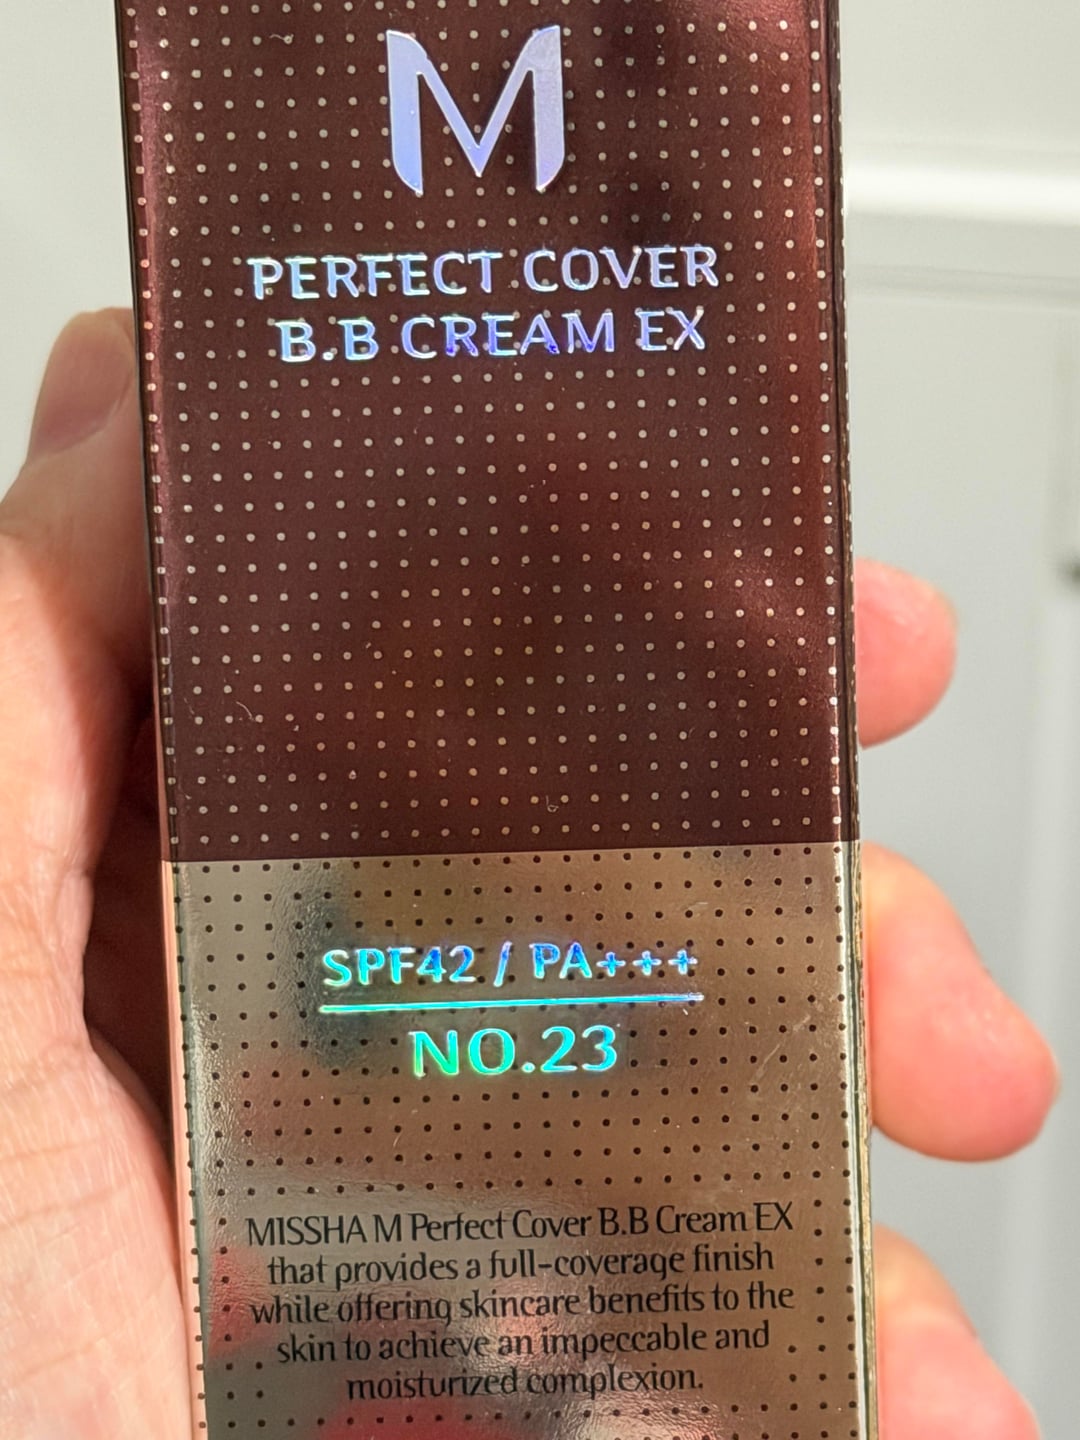 M
PERFECT COVER
B.B CREAM EX
SPF42 / PA+++
NO.23
MISSHA M Perfect Cover B.B Cream EX
that provides a full-coverage finish
while offering skincare benefits to the
skin to achieve an impeccable and
moisturized complexion.